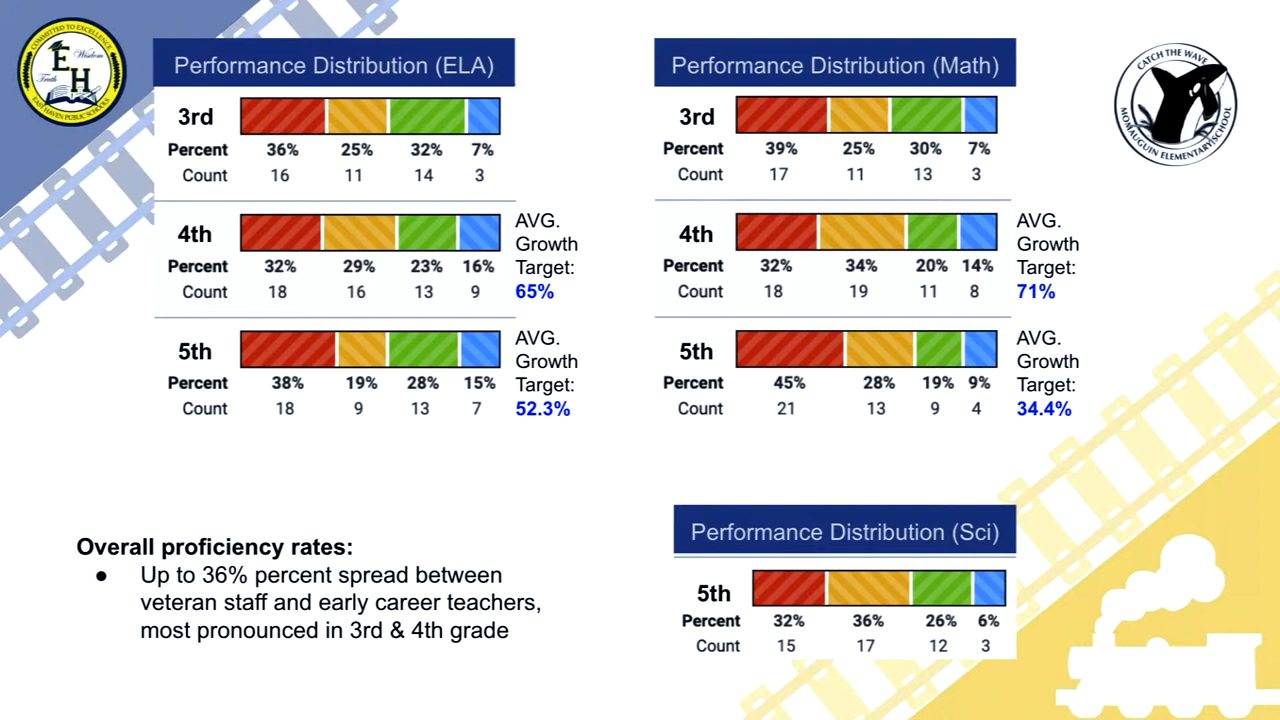 COMMITTED TO EXCELLENCE
E
Wisdom
Truth
H
EAST HAVEN PUBLIC SCHOOLS
Performance Distribution (ELA)
3rd
Percent 36% 25% 32% 7%
Count 16 11 14 3
4th
Percent 32% 29% 23% 16%
Count 18 16 13 9
AVG.
Growth
Target:
65%
5th
Percent 38% 19% 28% 15%
Count 18 9 13 7
AVG.
Growth
Target:
52.3%
Performance Distribution (Math)
3rd
Percent 39% 25% 30% 7%
Count 17 11 13 3
4th
Percent 32% 34% 20% 14%
Count 18 19 11 8
AVG.
Growth
Target:
71%
5th
Percent 45% 28% 19% 9%
Count 21 13 9 4
AVG.
Growth
Target:
34.4%
CATCH THE WAVE
MOMAUGUIN ELEMENTARY SCHOOL
Overall proficiency rates:
● Up to 36% percent spread between
veteran staff and early career teachers,
most pronounced in 3rd & 4th grade
Performance Distribution (Sci)
5th
Percent 32% 36% 26% 6%
Count 15 17 12 3